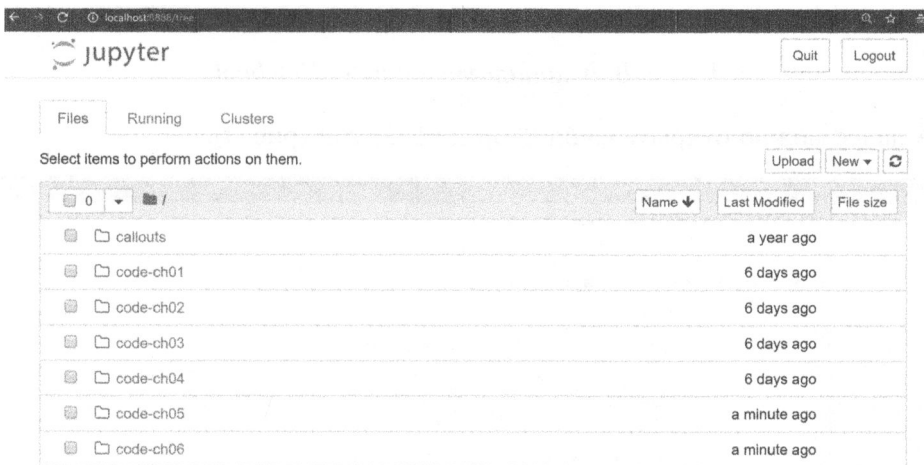 localhost:8888/tree
jupyter
Quit Logout
Files Running Clusters
Select items to perform actions on them.
Upload New
0 /
Name Last Modified File size
callouts a year ago
code-ch01 6 days ago
code-ch02 6 days ago
code-ch03 6 days ago
code-ch04 6 days ago
code-ch05 a minute ago
code-ch06 a minute ago